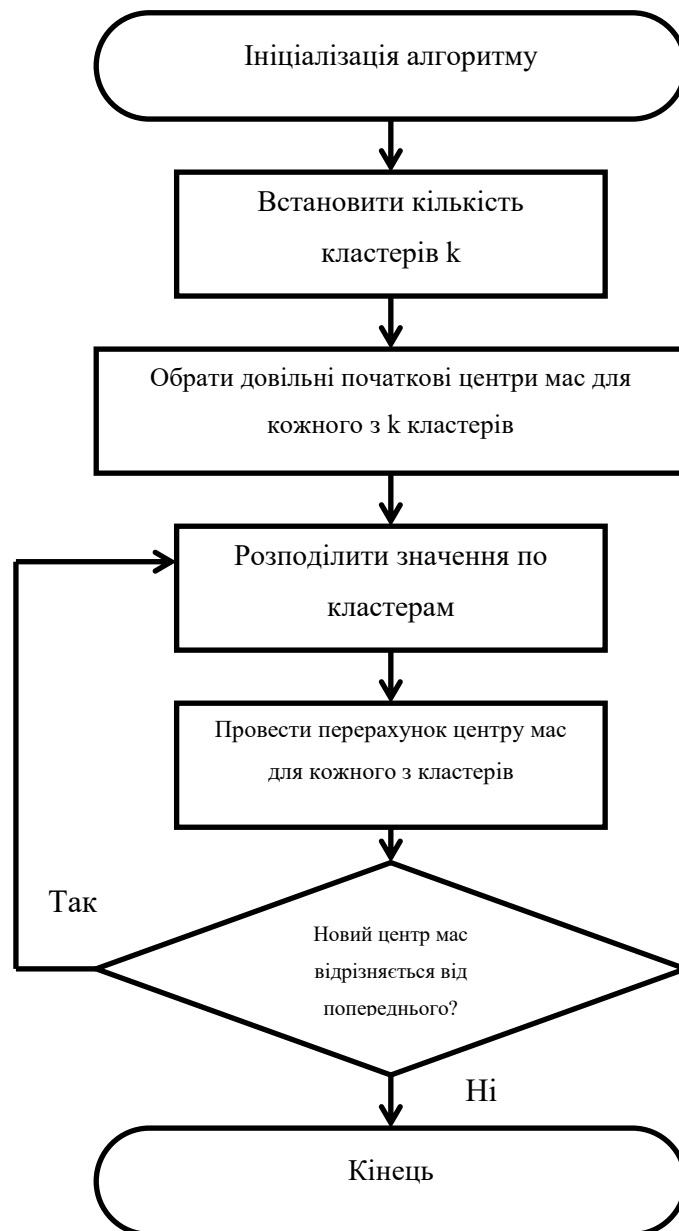 Ініціалізація алгоритму
Встановити кількість
кластерів k
Обрати довільні початкові центри мас для
кожного з k кластерів
Розподілити значення по
кластерам
Провести перерахунок центру мас
для кожного з кластерів
Так
Новий центр мас
відрізняється від
попереднього?
Ні
Кінець